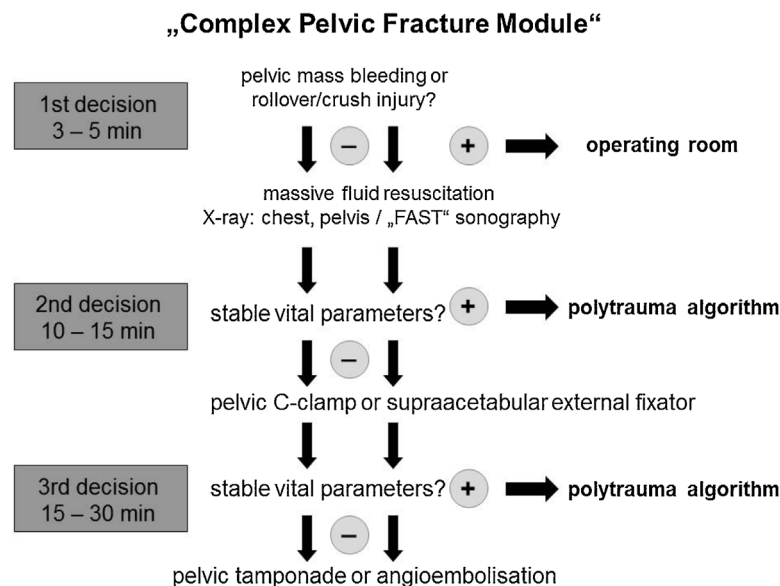 „Complex Pelvic Fracture Module“
1st decision
3 – 5 min
pelvic mass bleeding or
rollover/crush injury?
–
+
operating room
massive fluid resuscitation
X-ray: chest, pelvis / „FAST“ sonography
2nd decision
10 – 15 min
stable vital parameters?
+
polytrauma algorithm
–
pelvic C-clamp or supraacetabular external fixator
3rd decision
15 – 30 min
stable vital parameters?
+
polytrauma algorithm
–
pelvic tamponade or angioembolisation